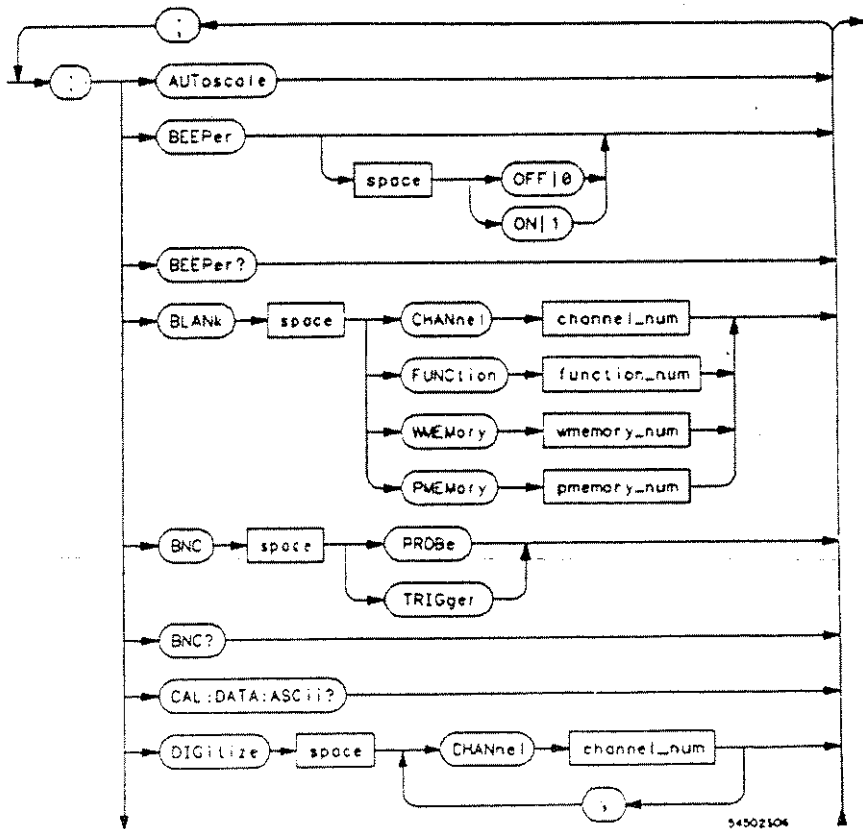 ;
: AUToscale
BEEPer
space OFF|0
ON|1
BEEPer?
BLANk space CHANnel channel_num
FUNCtion function_num
WMEMory wmemory_num
PMEMory pmemory_num
BNC space PROBe
TRIGger
BNC?
CAL:DATA:ASCii?
DIGitize space CHANnel channel_num
,
54502S06